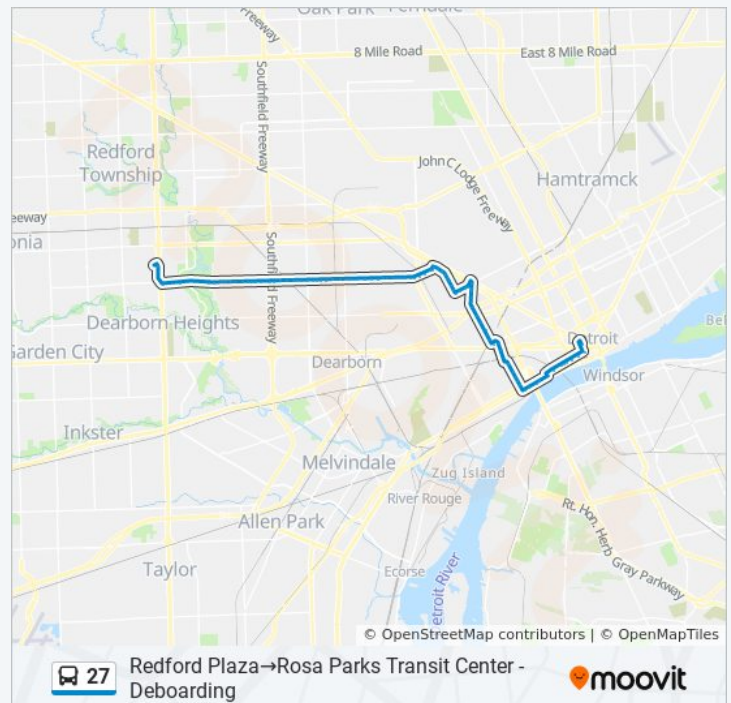 Oak Park
Ferndale
Freeway
8 Mile Road
East 8 Mile Road
Southfield Freeway
Redford
Township
John C Lodge Freeway
Hamtramck
eeway
onia
Southfield Freeway
Dearborn Heights
Garden City
Detroit
Bel
Dearborn
Windsor
Inkster
Melvindale
Zug Island
River Rouge
Allen Park
Rt. Hon. Herb Gray Parkway
Taylor
Ecorse
Detroit River
© OpenStreetMap contributors | © OpenMapTiles
27
Redford Plaza→Rosa Parks Transit Center -
Deboarding
moovit